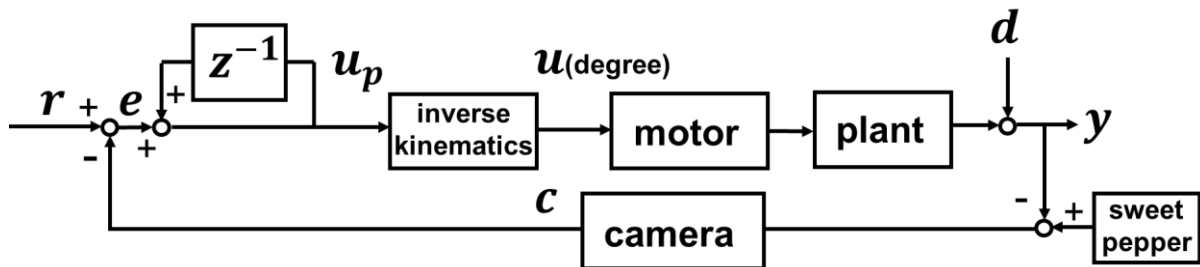 d
z⁻¹
u_p
u(degree)
r + e + +
-
inverse
kinematics
motor
plant
y
c
camera
- +
sweet
pepper